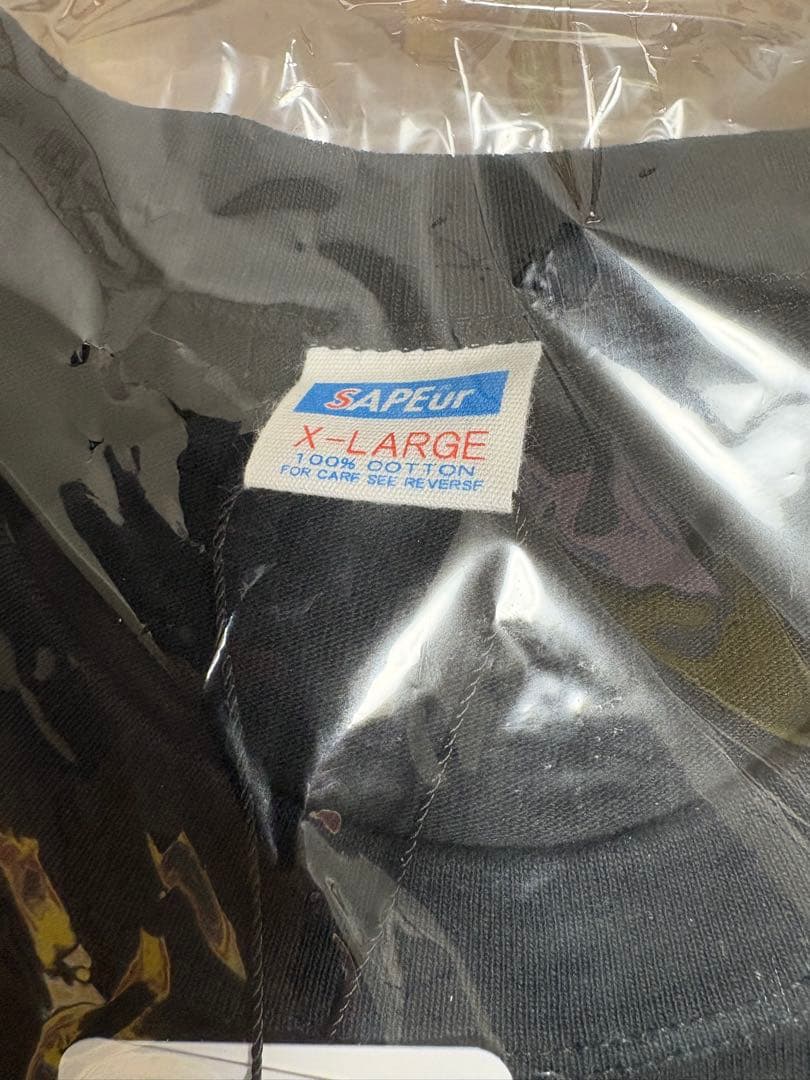 SAPEur
X-LARGE
100% COTTON
FOR CARE SEE REVERSE